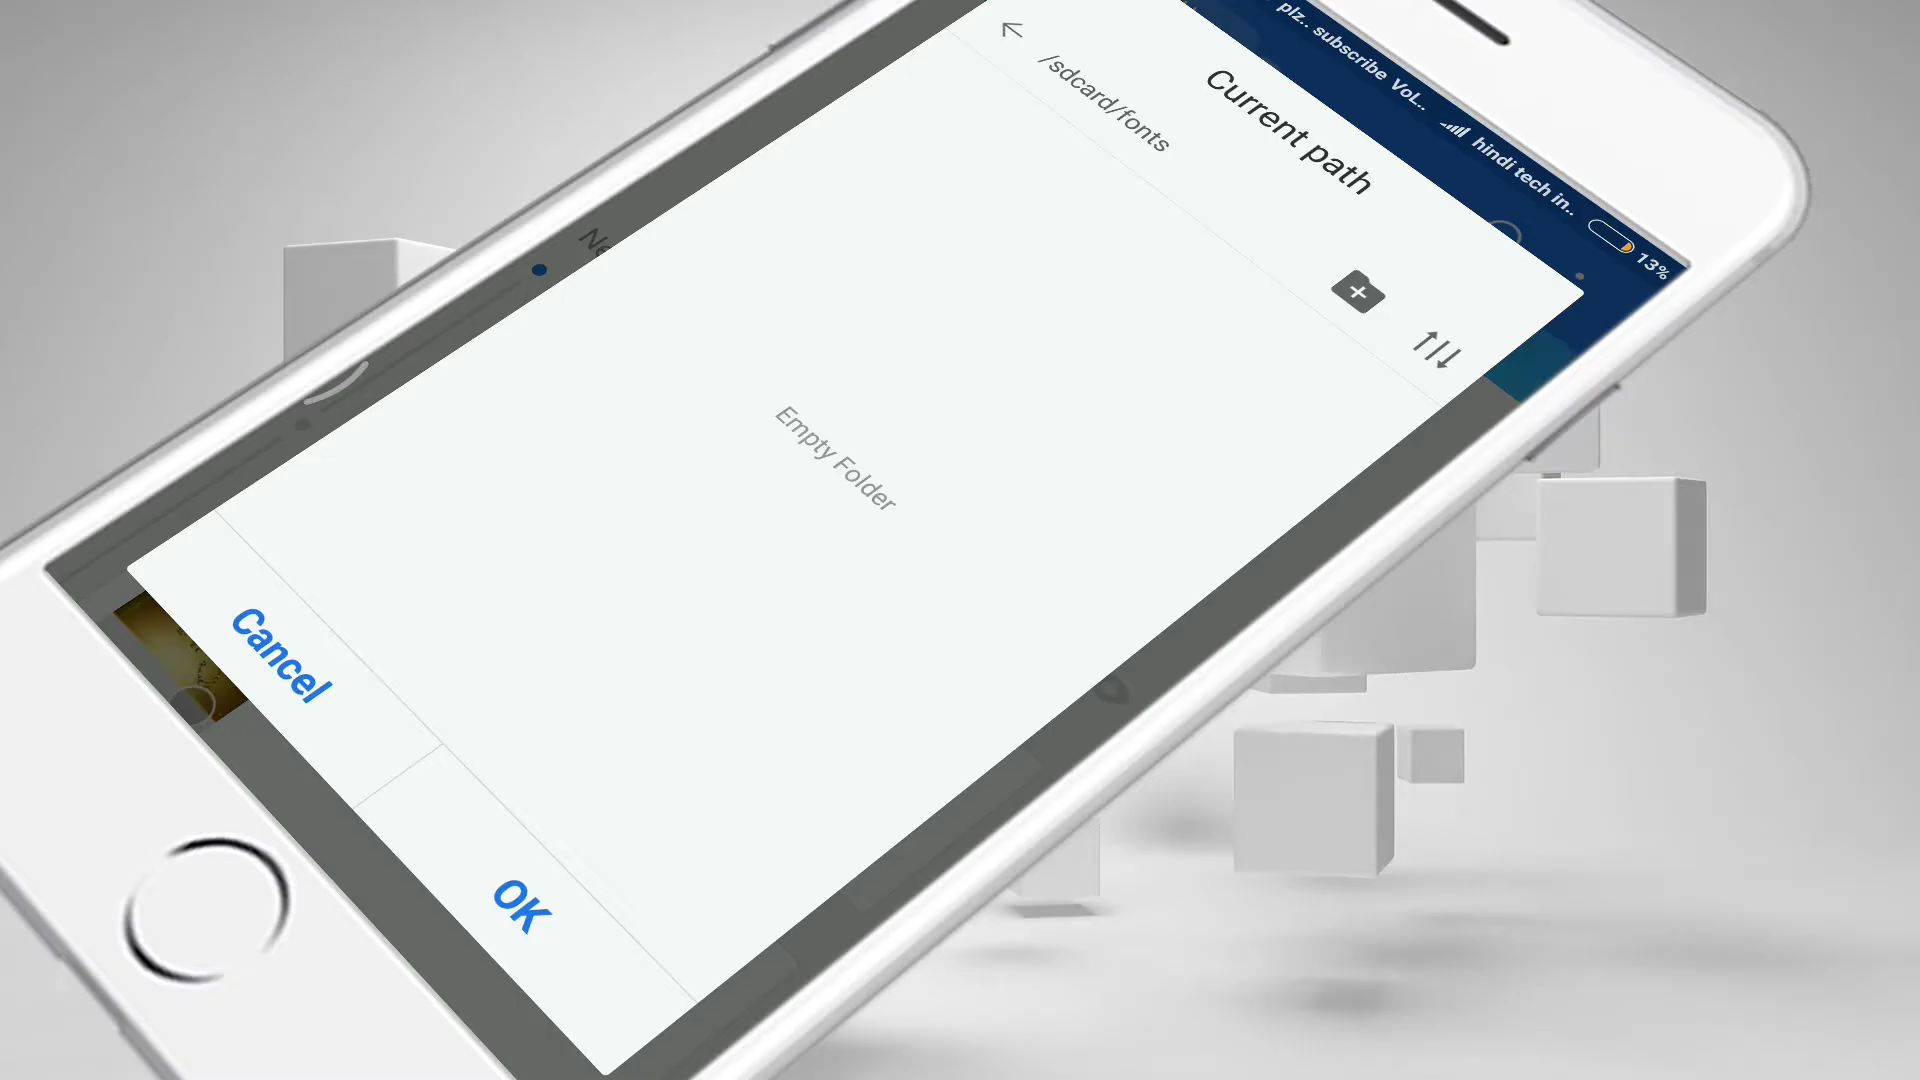 plz.. subscribe VoL..
hindi tech in..
13%
Current path
/sdcard/fonts
Empty Folder
Cancel
OK